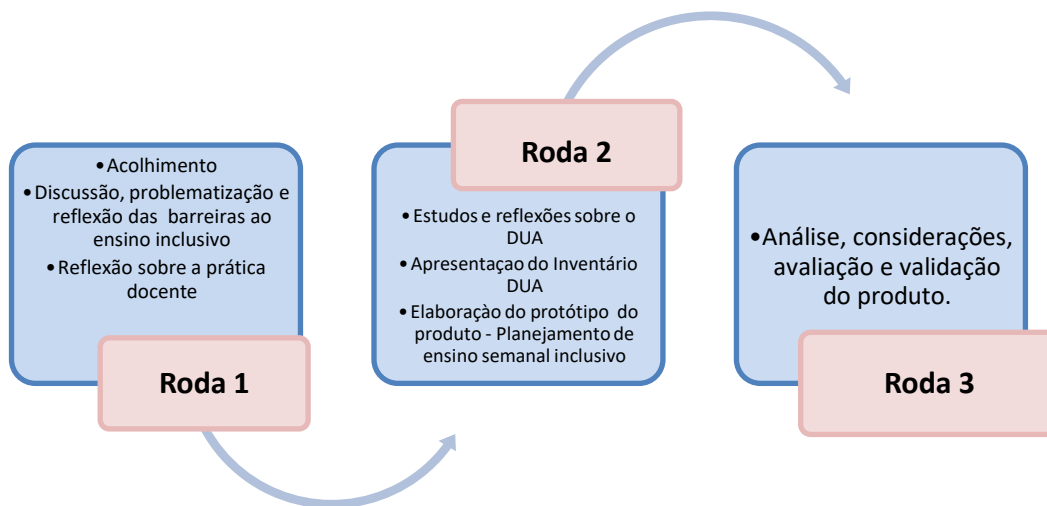 •Acolhimento
•Discussão, problematização e
reflexão das barreiras ao
ensino inclusivo
•Reflexão sobre a prática
docente
Roda 1
Roda 2
•Estudos e reflexões sobre o
DUA
•Apresentaçao do Inventário
DUA
•Elaboraçào do protótipo do
produto - Planejamento de
ensino semanal inclusivo
•Análise, considerações,
avaliação e validação
do produto.
Roda 3